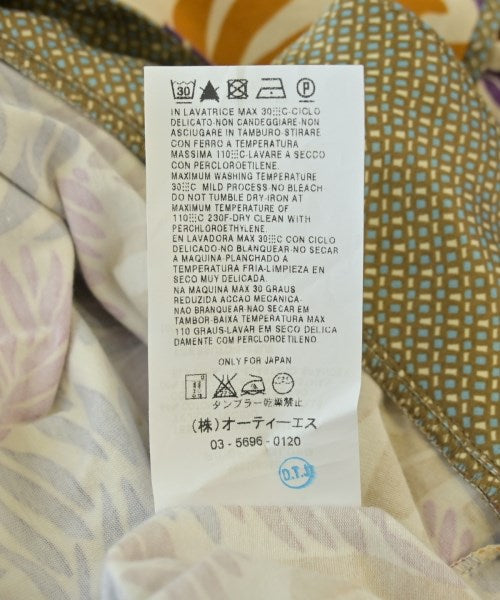 30
IN LAVATRICE MAX 30°C-CICLO
DELICATO-NON CANDEGGIARE-NON
ASCIUGARE IN TAMBURO-STIRARE
CON FERRO A TEMPERATURA
MASSIMA 110°C-LAVARE A SECCO
CON PERCLOROETILENE.
MAXIMUM WASHING TEMPERATURE
30°C MILD PROCESS-NO BLEACH
DO NOT TUMBLE DRY-IRON AT
MAXIMUM TEMPERATURE OF
110°C 230F-DRY CLEAN WITH
PERCHLOROETHYLENE.
EN LAVADORA MAX 30°C CON CICLO
DELICADO-NO BLANQUEAR-NO SECAR
A MAQUINA PLANCHADO A
TEMPERATURA FRIA-LIMPIEZA EN
SECO MUY DELICADA.
NA MAQUINA MAX 30 GRAUS
REDUZIDA ACCAO MECANICA-
NAO BRANQUEAR-NAO SECAR EM
TAMBOR-BAIXA TEMPERATURA MAX
110 GRAUS-LAVAR EM SECO DELICA
DAMENTE COM PERCLOROETILENO.
ONLY FOR JAPAN
タンブラー乾燥禁止
(株)オーティーエス
03-5696-0120